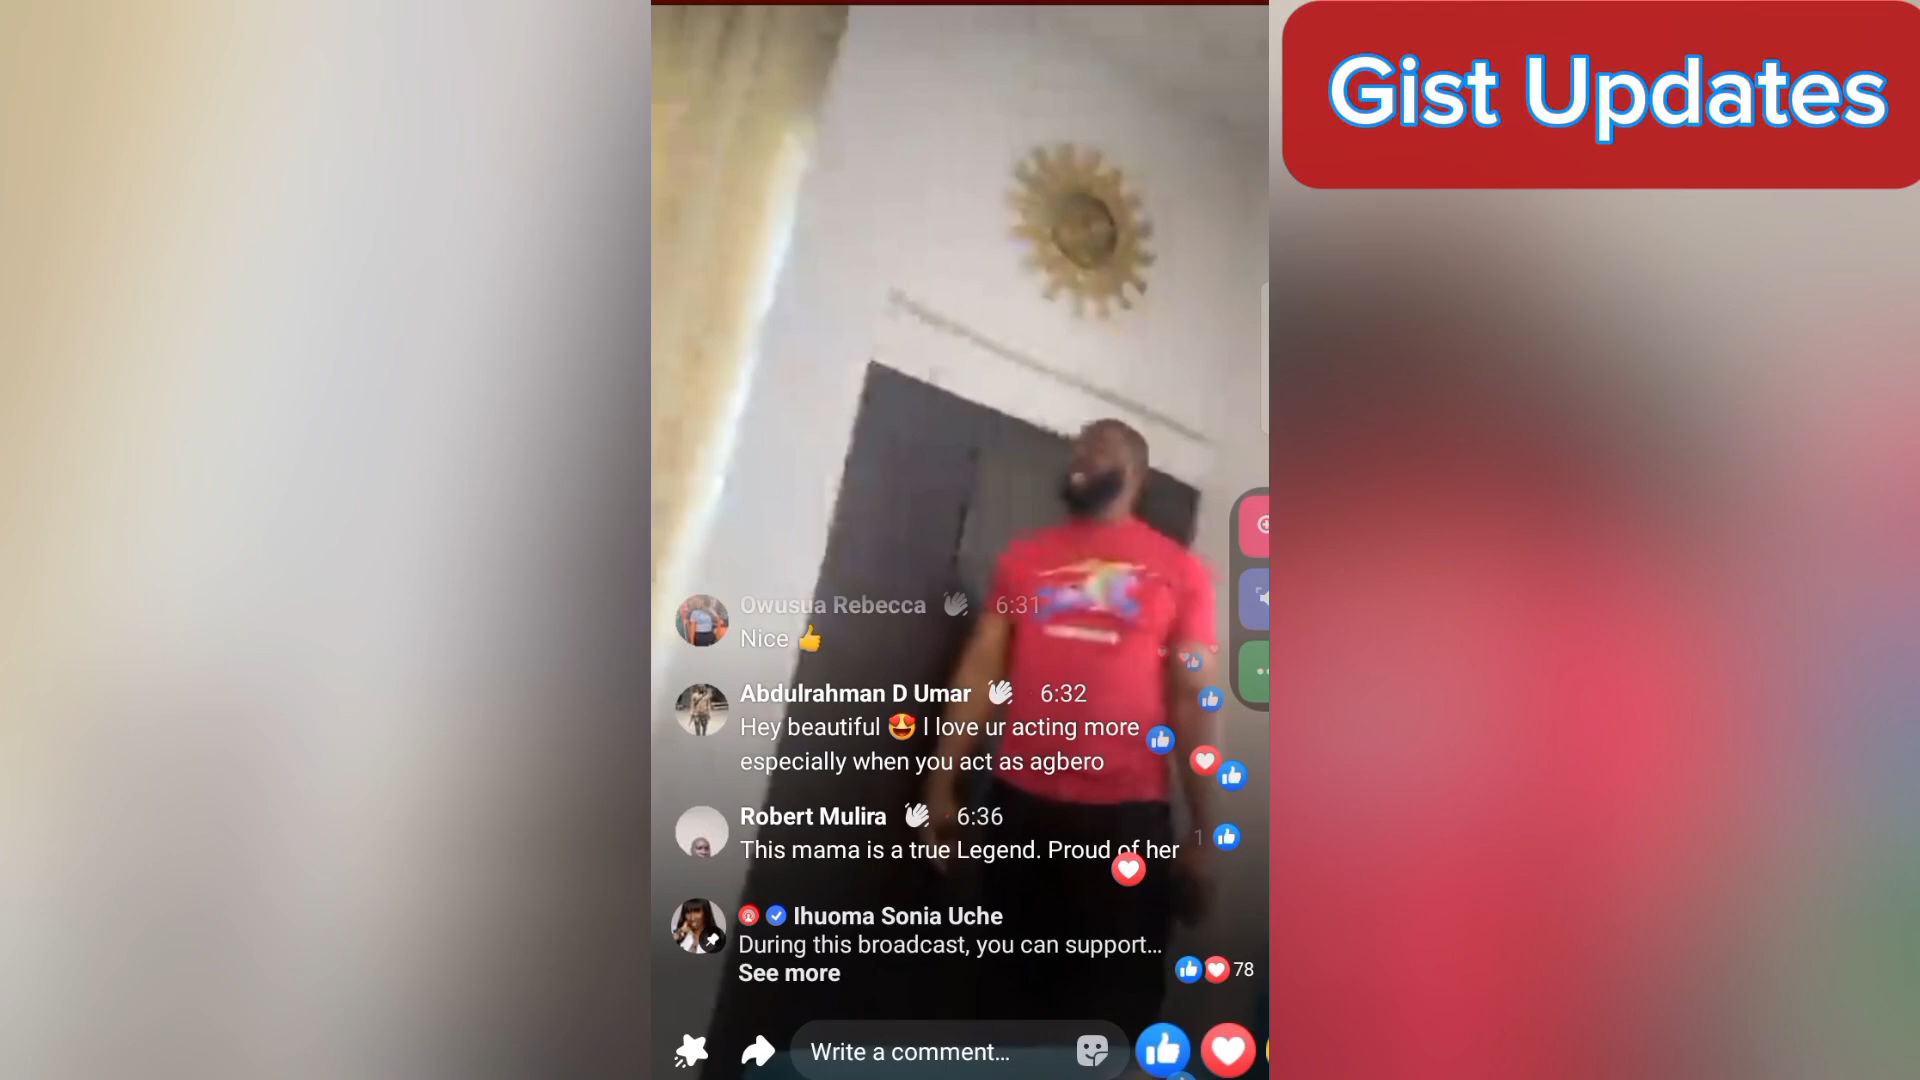 Gist Updates
Owusua Rebecca 6:31
Nice 👍
Abdulrahman D Umar 6:32
Hey beautiful 😍 I love ur acting more
especially when you act as agbero
Robert Mulira 6:36
This mama is a true Legend. Proud of her
1
Ihuoma Sonia Uche
During this broadcast, you can support...
See more
78
Write a comment...